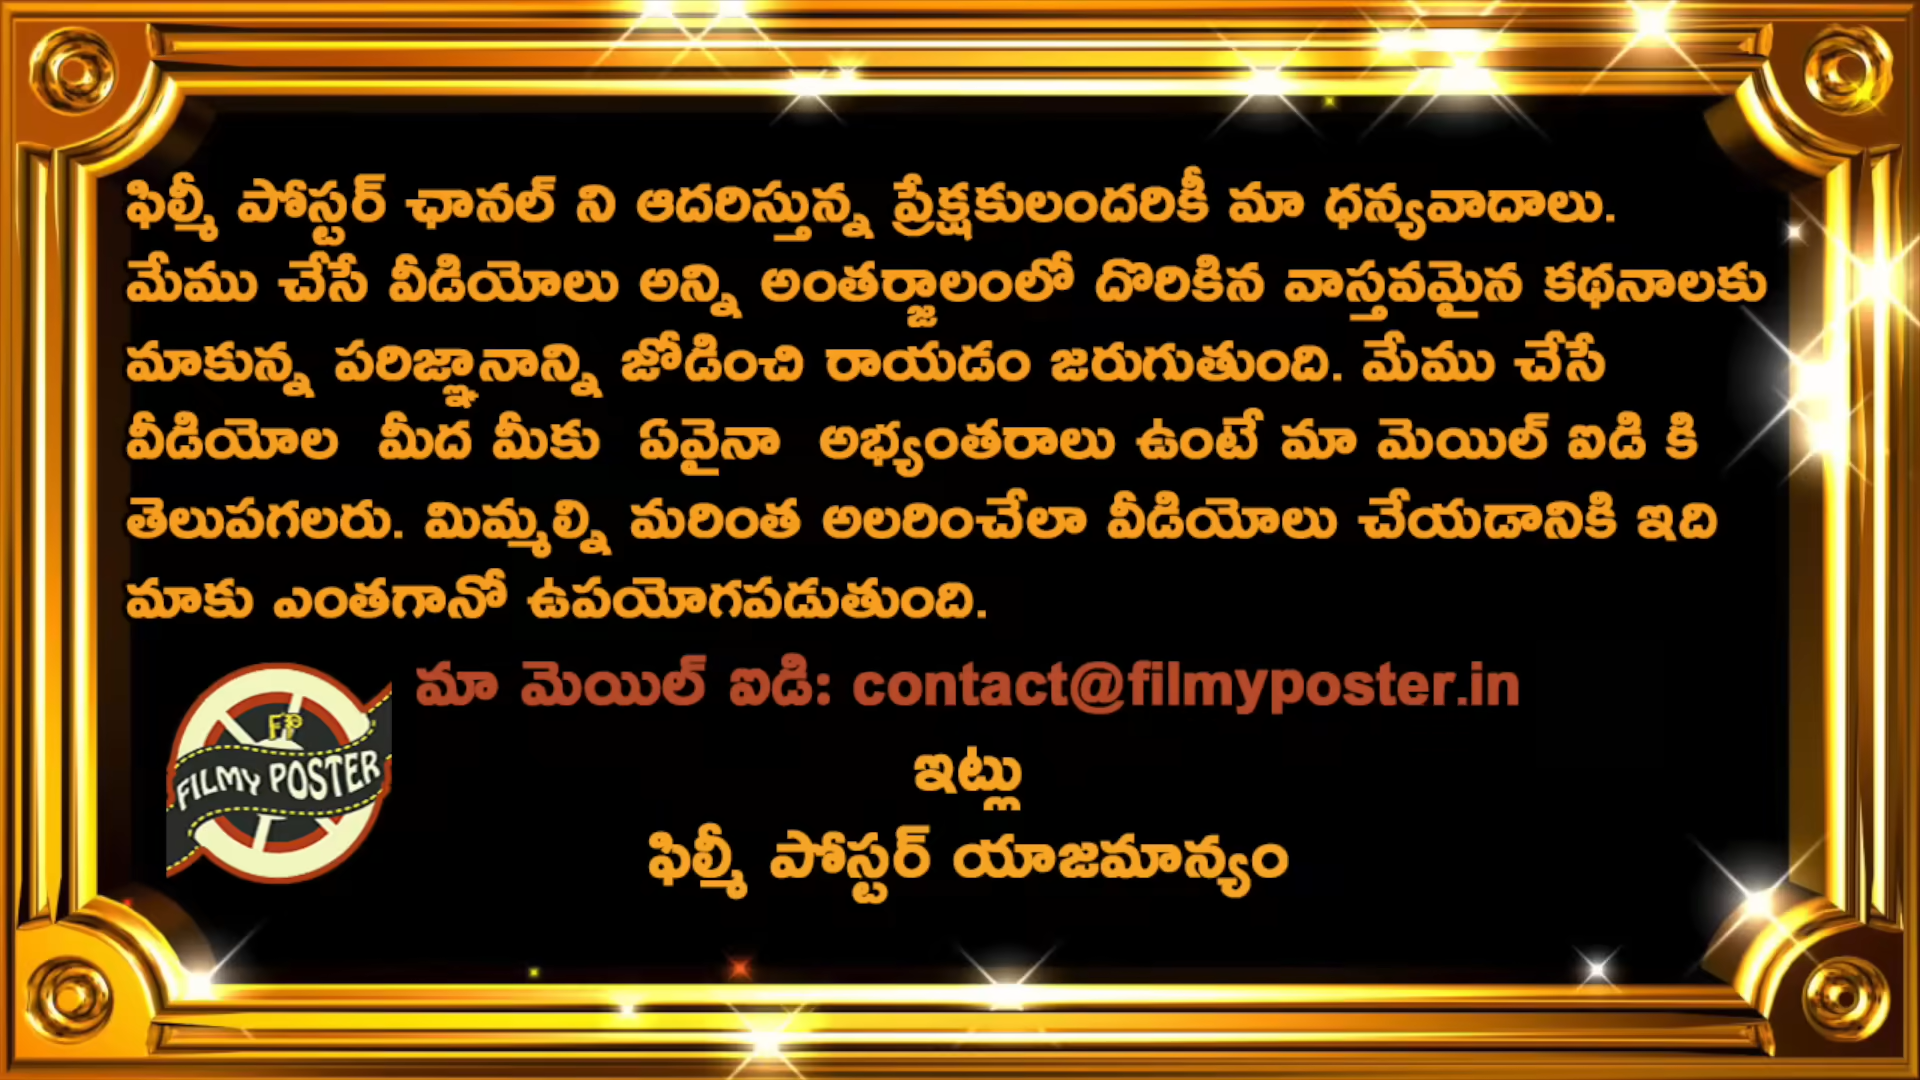 ఫిల్మీ పోస్టర్ ఛానల్ ని ఆదరిస్తున్న ప్రేక్షకులందరికీ మా ధన్యవాదాలు.
మేము చేసే వీడియోలు అన్ని అంతర్జాలంలో దొరికిన వాస్తవమైన కథనాలకు
మాకున్న పరిజ్ఞానాన్ని జోడించి రాయడం జరుగుతుంది. మేము చేసే
వీడియోల మీద మీకు ఏవైనా అభ్యంతరాలు ఉంటే మా మెయిల్ ఐడి కి
తెలుపగలరు. మిమ్మల్ని మరింత అలరించేలా వీడియోలు చేయడానికి ఇది
మాకు ఎంతగానో ఉపయోగపడుతుంది.
మా మెయిల్ ఐడి: contact@filmyposter.in
FP
FILMY POSTER
ఇట్లు
ఫిల్మీ పోస్టర్ యాజమాన్యం